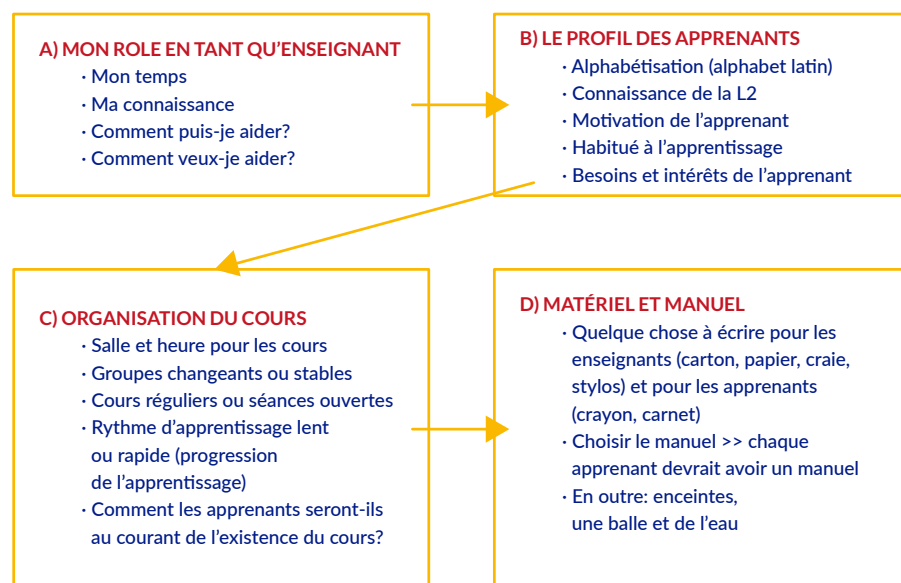 A) MON ROLE EN TANT QU’ENSEIGNANT
· Mon temps
· Ma connaissance
· Comment puis-je aider?
· Comment veux-je aider?
B) LE PROFIL DES APPRENANTS
· Alphabétisation (alphabet latin)
· Connaissance de la L2
· Motivation de l’apprenant
· Habitué à l’apprentissage
· Besoins et intérêts de l’apprenant
C) ORGANISATION DU COURS
· Salle et heure pour les cours
· Groupes changeants ou stables
· Cours réguliers ou séances ouvertes
· Rythme d’apprentissage lent
ou rapide (progression
de l’apprentissage)
· Comment les apprenants seront-ils
au courant de l’existence du cours?
D) MATÉRIEL ET MANUEL
· Quelque chose à écrire pour les
enseignants (carton, papier, craie,
stylos) et pour les apprenants
(crayon, carnet)
· Choisir le manuel >> chaque
apprenant devrait avoir un manuel
· En outre: enceintes,
une balle et de l’eau